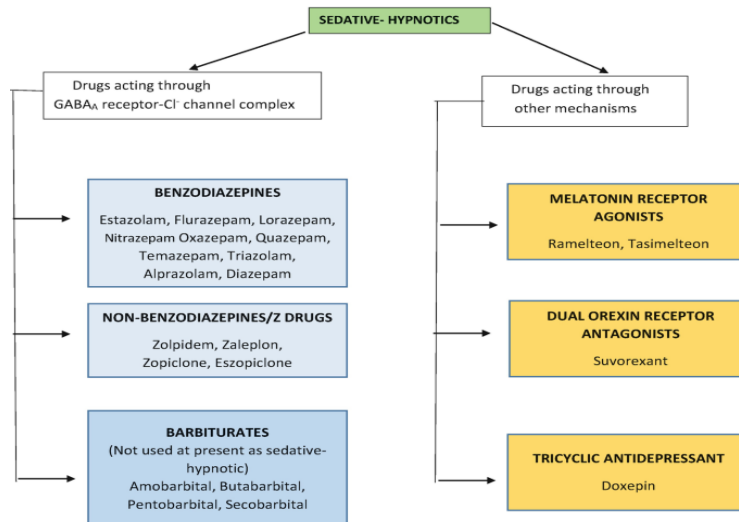 SEDATIVE- HYPNOTICS
Drugs acting through
GABAA receptor-Cl- channel complex
Drugs acting through
other mechanisms
BENZODIAZEPINES
Estazolam, Flurazepam, Lorazepam,
Nitrazepam Oxazepam, Quazepam,
Temazepam, Triazolam,
Alprazolam, Diazepam
NON-BENZODIAZEPINES/Z DRUGS
Zolpidem, Zaleplon,
Zopiclone, Eszopiclone
BARBITURATES
(Not used at present as sedative-
hypnotic)
Amobarbital, Butabarbital,
Pentobarbital, Secobarbital
MELATONIN RECEPTOR
AGONISTS
Ramelteon, Tasimelteon
DUAL OREXIN RECEPTOR
ANTAGONISTS
Suvorexant
TRICYCLIC ANTIDEPRESSANT
Doxepin